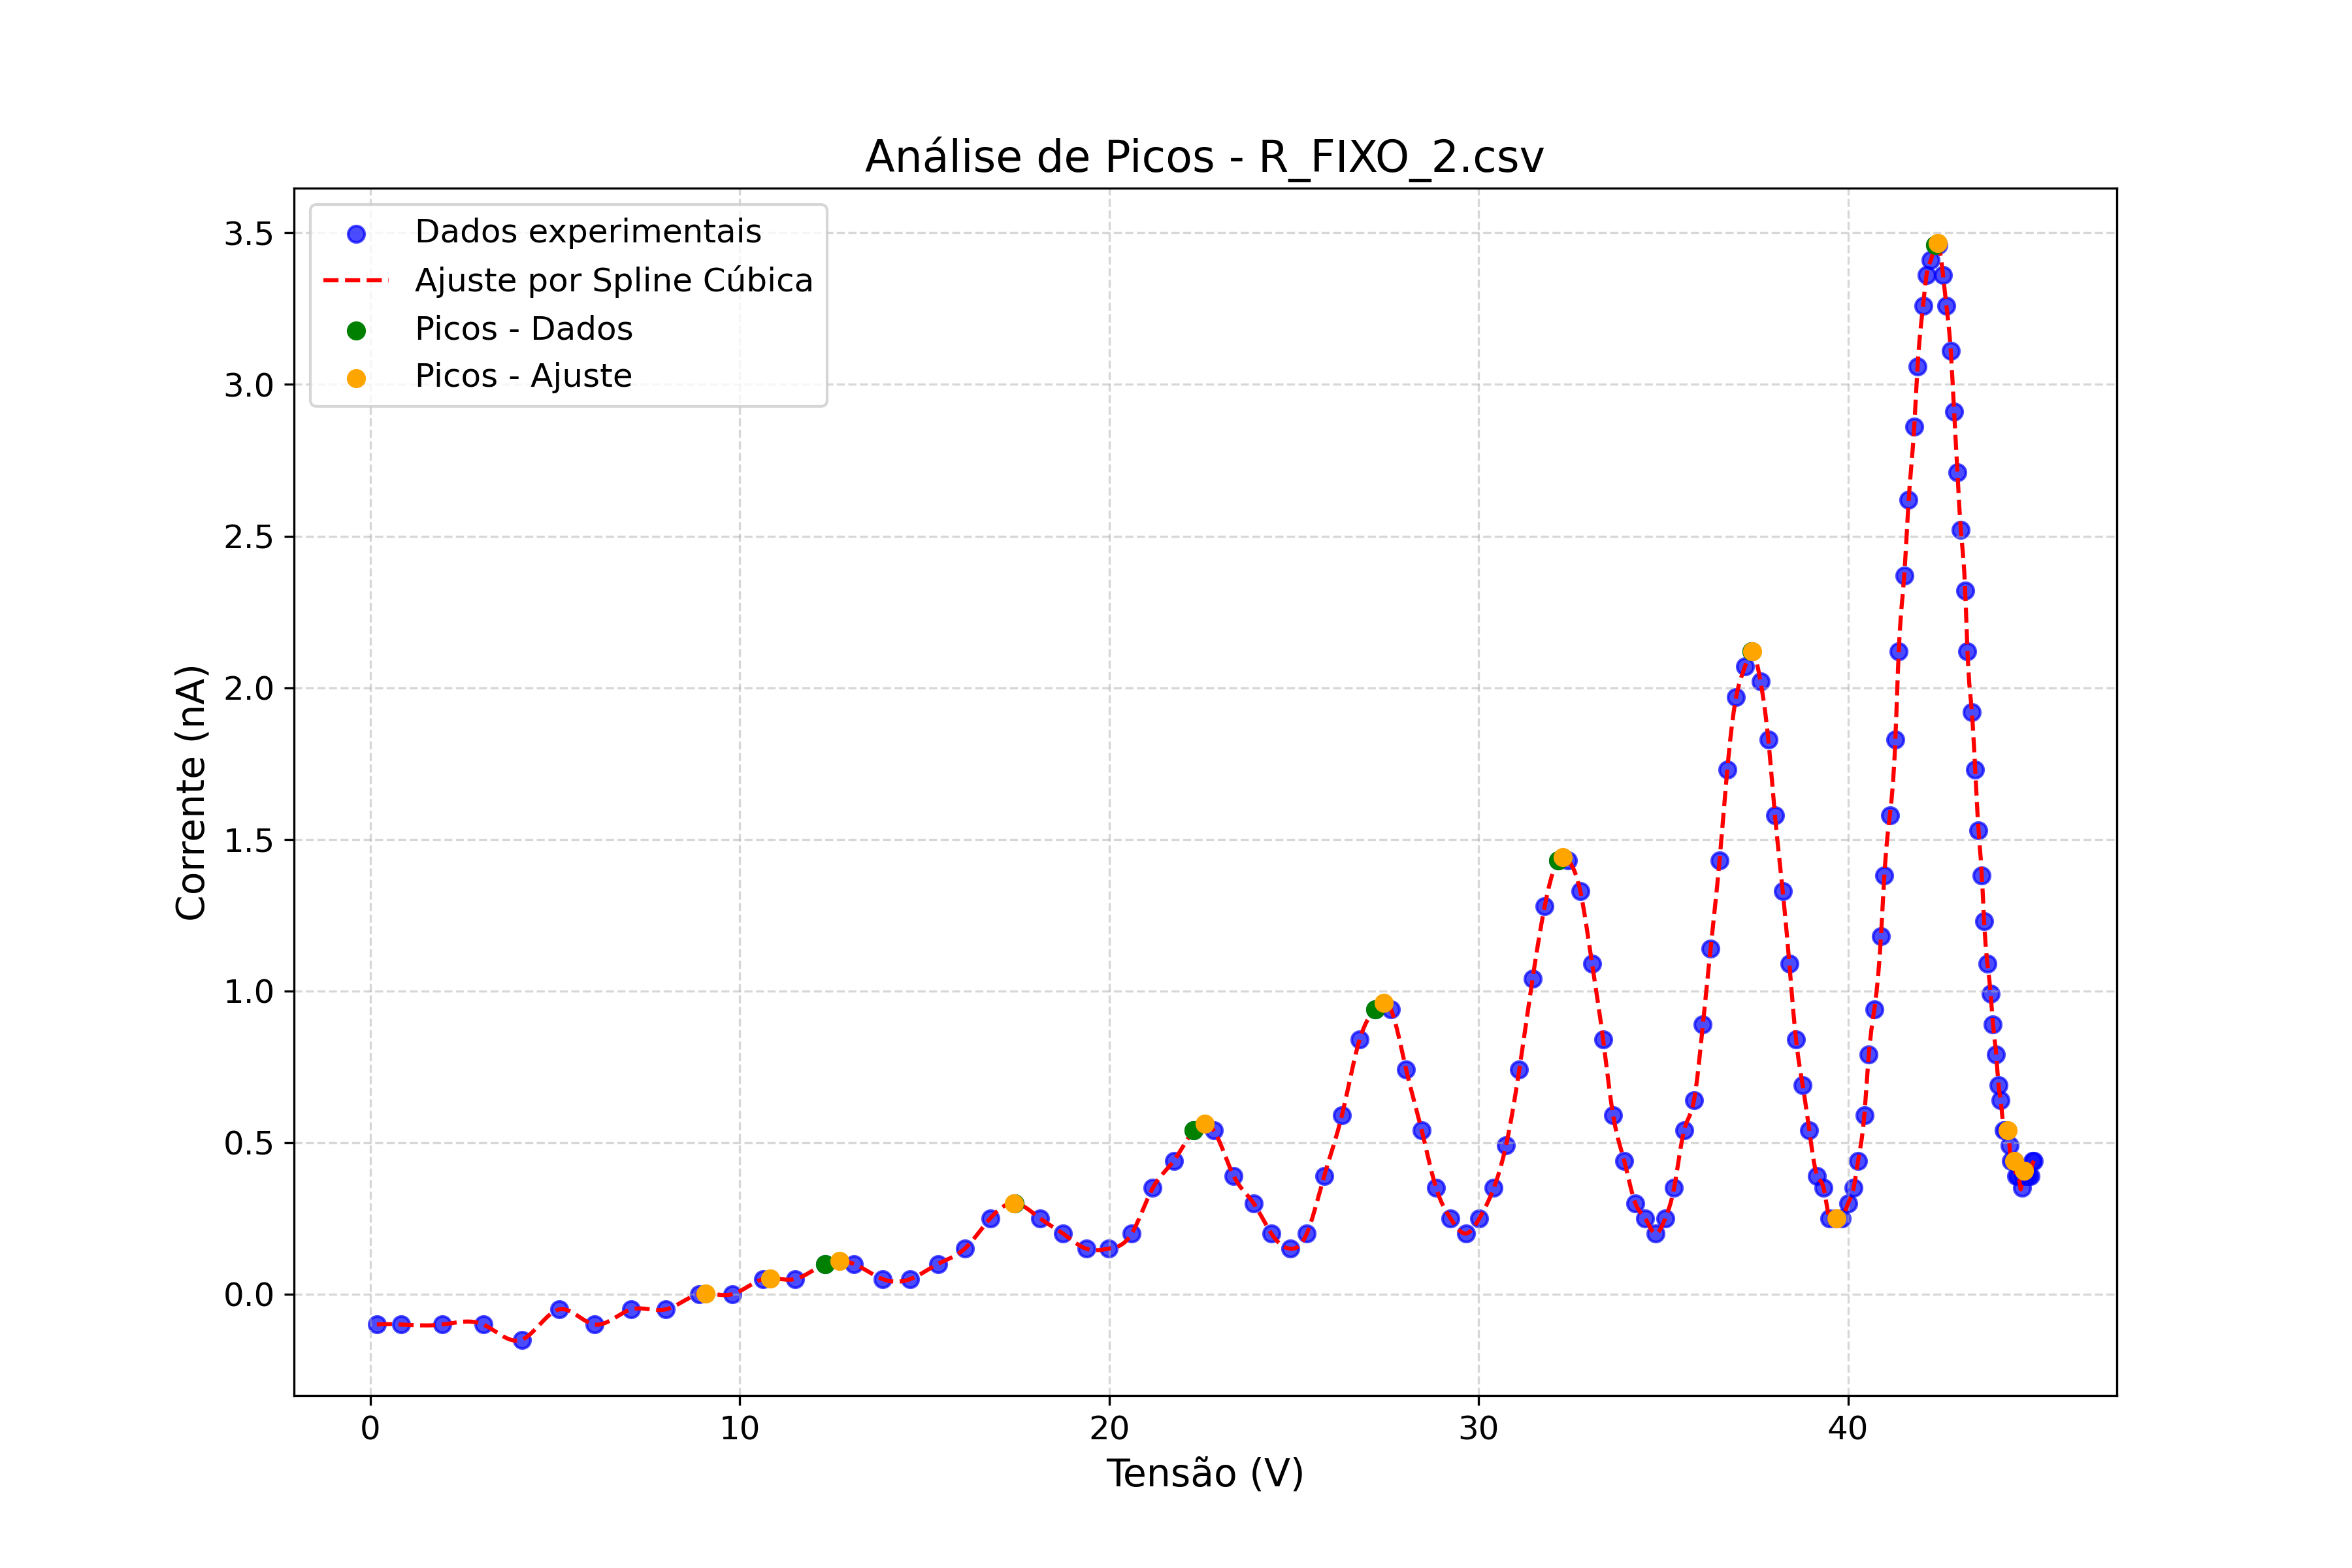 Análise de Picos - R_FIXO_2.csv
Dados experimentais
Ajuste por Spline Cúbica
Picos - Dados
Picos - Ajuste
3.5
3.0
2.5
2.0
1.5
1.0
0.5
0.0
Corrente (nA)
0 10 20 30 40
Tensão (V)